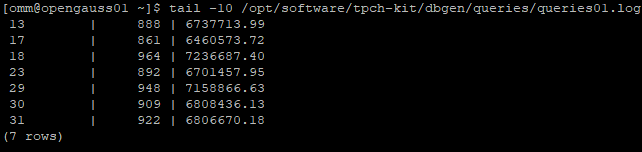 [omm@opengauss01 ~]$ tail -10 /opt/software/tpch-kit/dbgen/queries/queries01.log
 13        |     888 | 6737713.99
 17        |     861 | 6460573.72
 18        |     964 | 7236687.40
 23        |     892 | 6701457.95
 29        |     948 | 7158866.63
 30        |     909 | 6808436.13
 31        |     922 | 6806670.18
(7 rows)